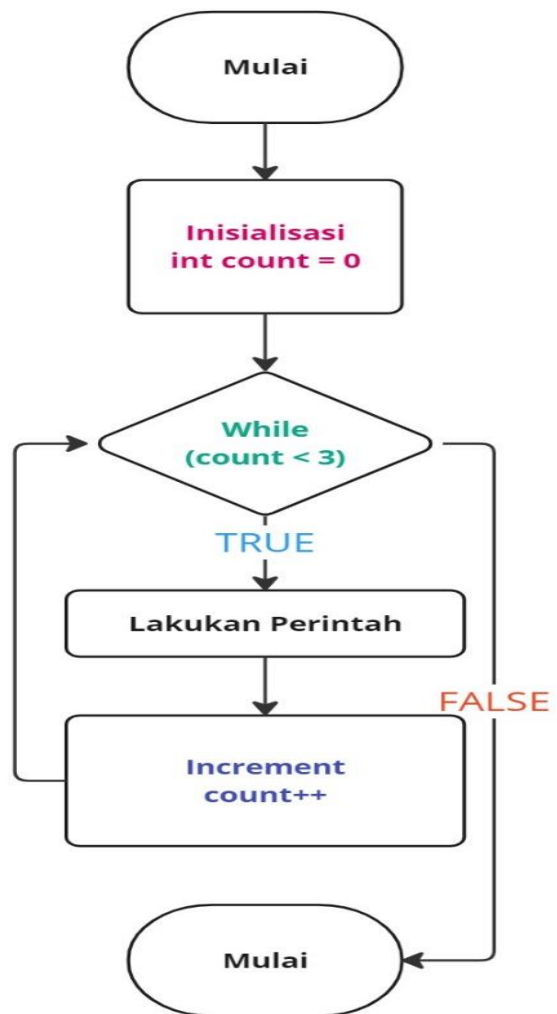 Mulai
Inisialisasi
int count = 0
While
(count < 3)
TRUE
Lakukan Perintah
FALSE
Increment
count++
Mulai